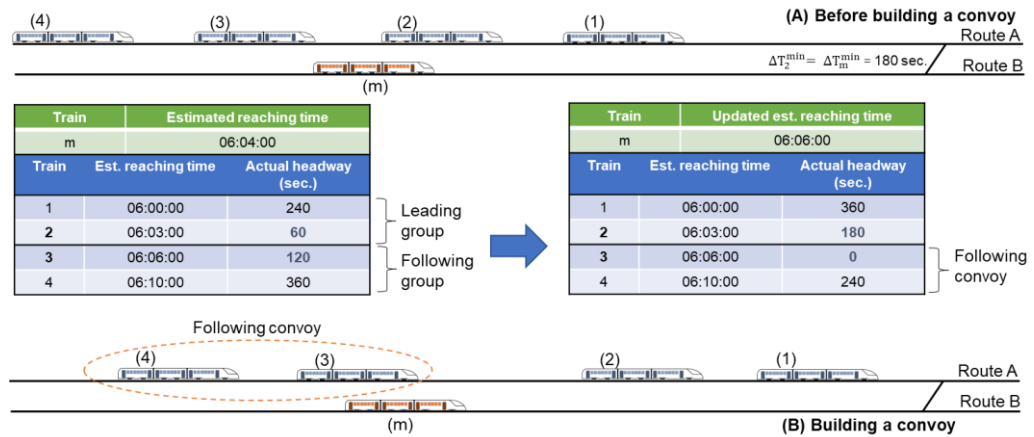 (4) (3) (2) (1) (A) Before building a convoy
Route A
ΔT₂ᵐⁱⁿ = ΔTₘᵐⁱⁿ = 180 sec. Route B
(m)
Train Estimated reaching time
m 06:04:00
Train Est. reaching time Actual headway (sec.)
1 06:00:00 240
2 06:03:00 60
3 06:06:00 120
4 06:10:00 360
Leading group
Following group
Train Updated est. reaching time
m 06:06:00
Train Est. reaching time Actual headway (sec.)
1 06:00:00 360
2 06:03:00 180
3 06:06:00 0
4 06:10:00 240
Following convoy
Following convoy
(4) (3) (2) (1)
Route A
Route B
(m) (B) Building a convoy